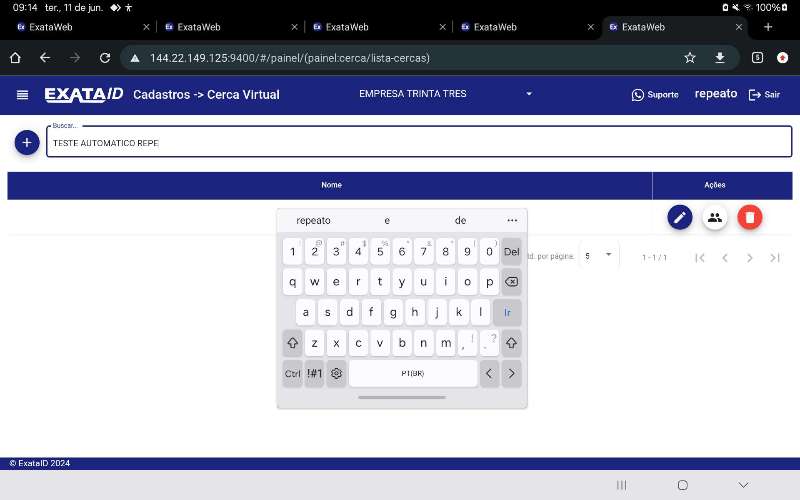 09:14 ter., 11 de jun. 100%
ExataWeb ExataWeb ExataWeb ExataWeb ExataWeb
144.22.149.125:9400/#/painel/(painel:cerca/lista-cercas) 5
EXATAID Cadastros -> Cerca Virtual EMPRESA TRINTA TRES Suporte repeato Sair
Buscar...
TESTE AUTOMATICO REPE
Nome Ações
repeato e de ...
1 2 3 4 5 6 7 8 9 0 Del
td. por página: 5 1 - 1 / 1
q w e r t y u i o p
a s d f g h j k l Ir
z x c v b n m , ! . ?
Ctrl !#1 PT(BR) < >
© ExataID 2024